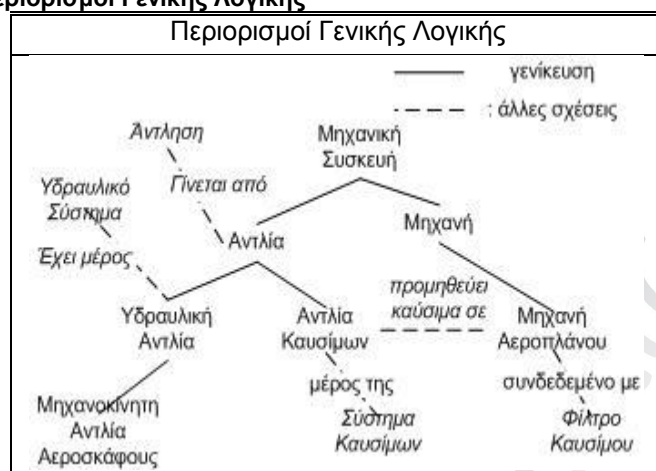 Περιορισμοί Γενικής Λογικής
Περιορισμοί Γενικής Λογικής
γενίκευση
: άλλες σχέσεις
Άντληση
Μηχανική
Συσκευή
Υδραυλικό
Σύστημα
Γίνεται από
Μηχανή
Αντλία
Έχει μέρος
προμηθεύει
καύσιμα σε
Υδραυλική
Αντλία
Αντλία
Καυσίμων
Μηχανή
Αεροπλάνου
μέρος της
συνδεδεμένο με
Μηχανοκίνητη
Αντλία
Αεροσκάφους
Σύστημα
Καυσίμων
Φίλτρο
Καυσίμου